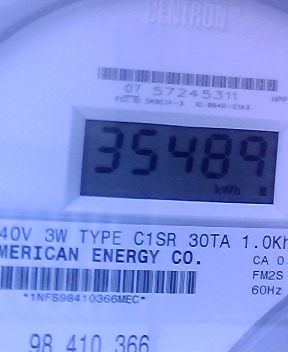 CENTRON
07 57245311
35489
kWh
40V 3W TYPE C1SR 30TA 1.0Kh
MERICAN ENERGY CO.
CA 0.
FM2S
60Hz
*1NFS98410366MEC*
98 410 366